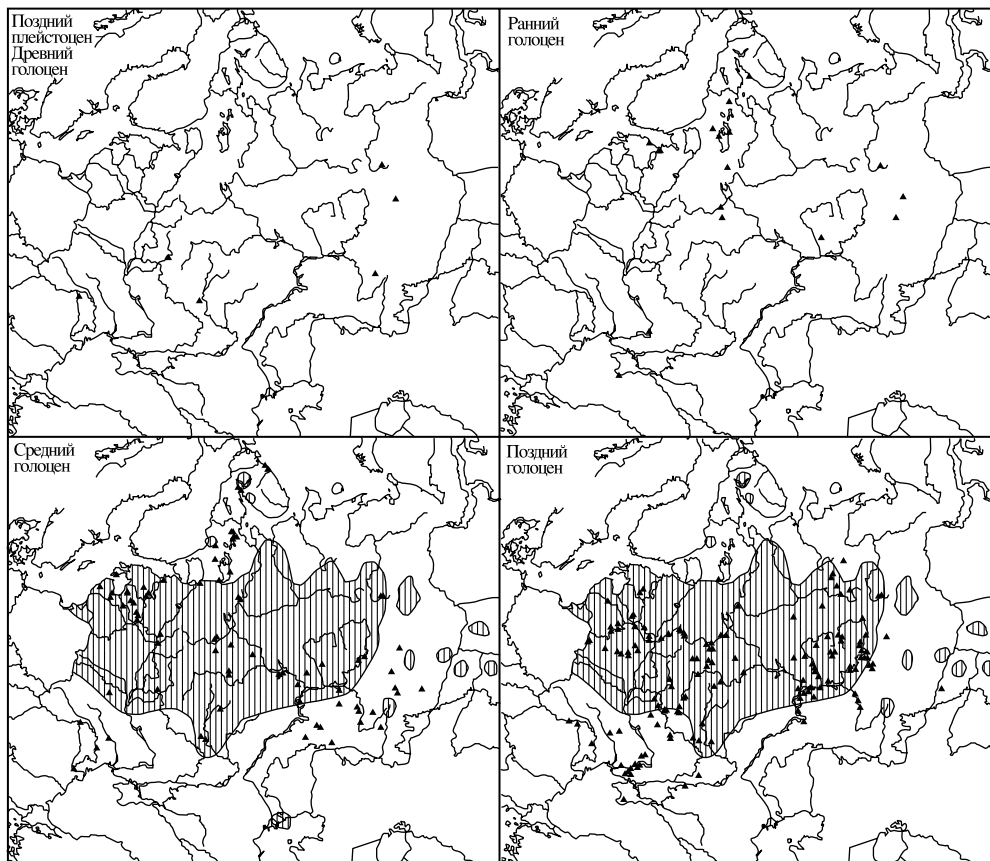 Поздний
плейстоцен
Древний
голоцен
Ранний
голоцен
Средний
голоцен
Поздний
голоцен